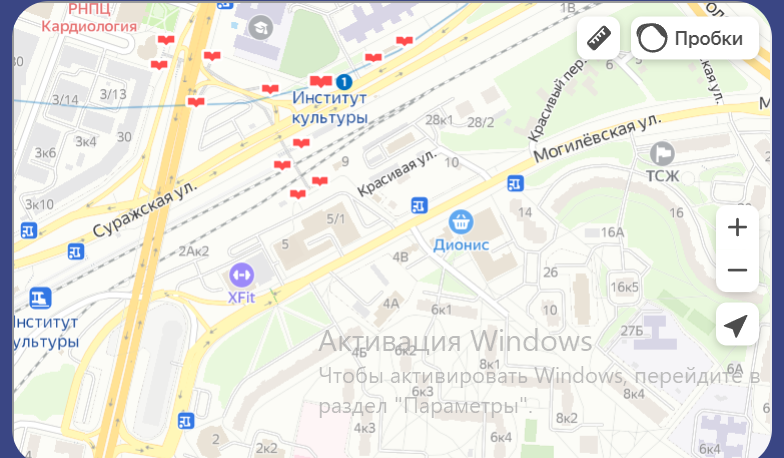 РНПЦ
Кардиология
1В
Пробки
30
3/14
3/13
3к4
3к6
3к10
1
Институт
культуры
28к1
28/2
Красивый пер.
6
5
Могилёвская ул.
ТСЖ
9
10
Красивая ул.
Суражская ул.
5/1
5
2Ак2
XFit
Дионис
14
16А
16
4В
26
16к5
Институт
культуры
4А
6к1
10
27Б
Активация Windows
4Б
6к2
8к1
6А
Чтобы активировать Windows, перейдите в
раздел "Параметры".
6к3
8к2
8к4
4к3
6к4
8к3
6к4
2
2к2